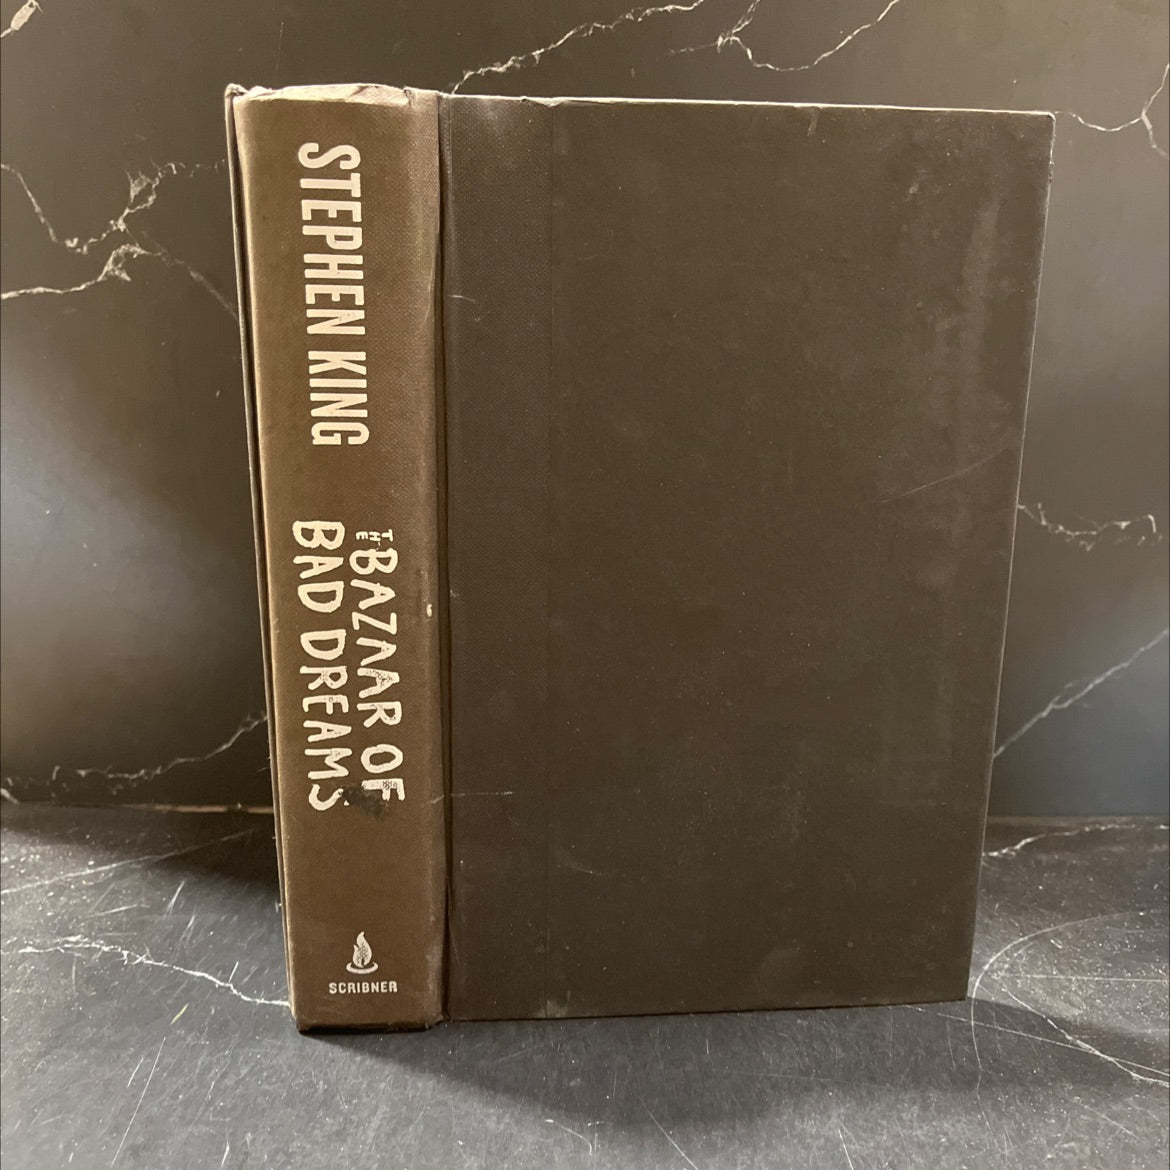 STEPHEN KING
THE BAZAAR OF
BAD DREAMS
SCRIBNER